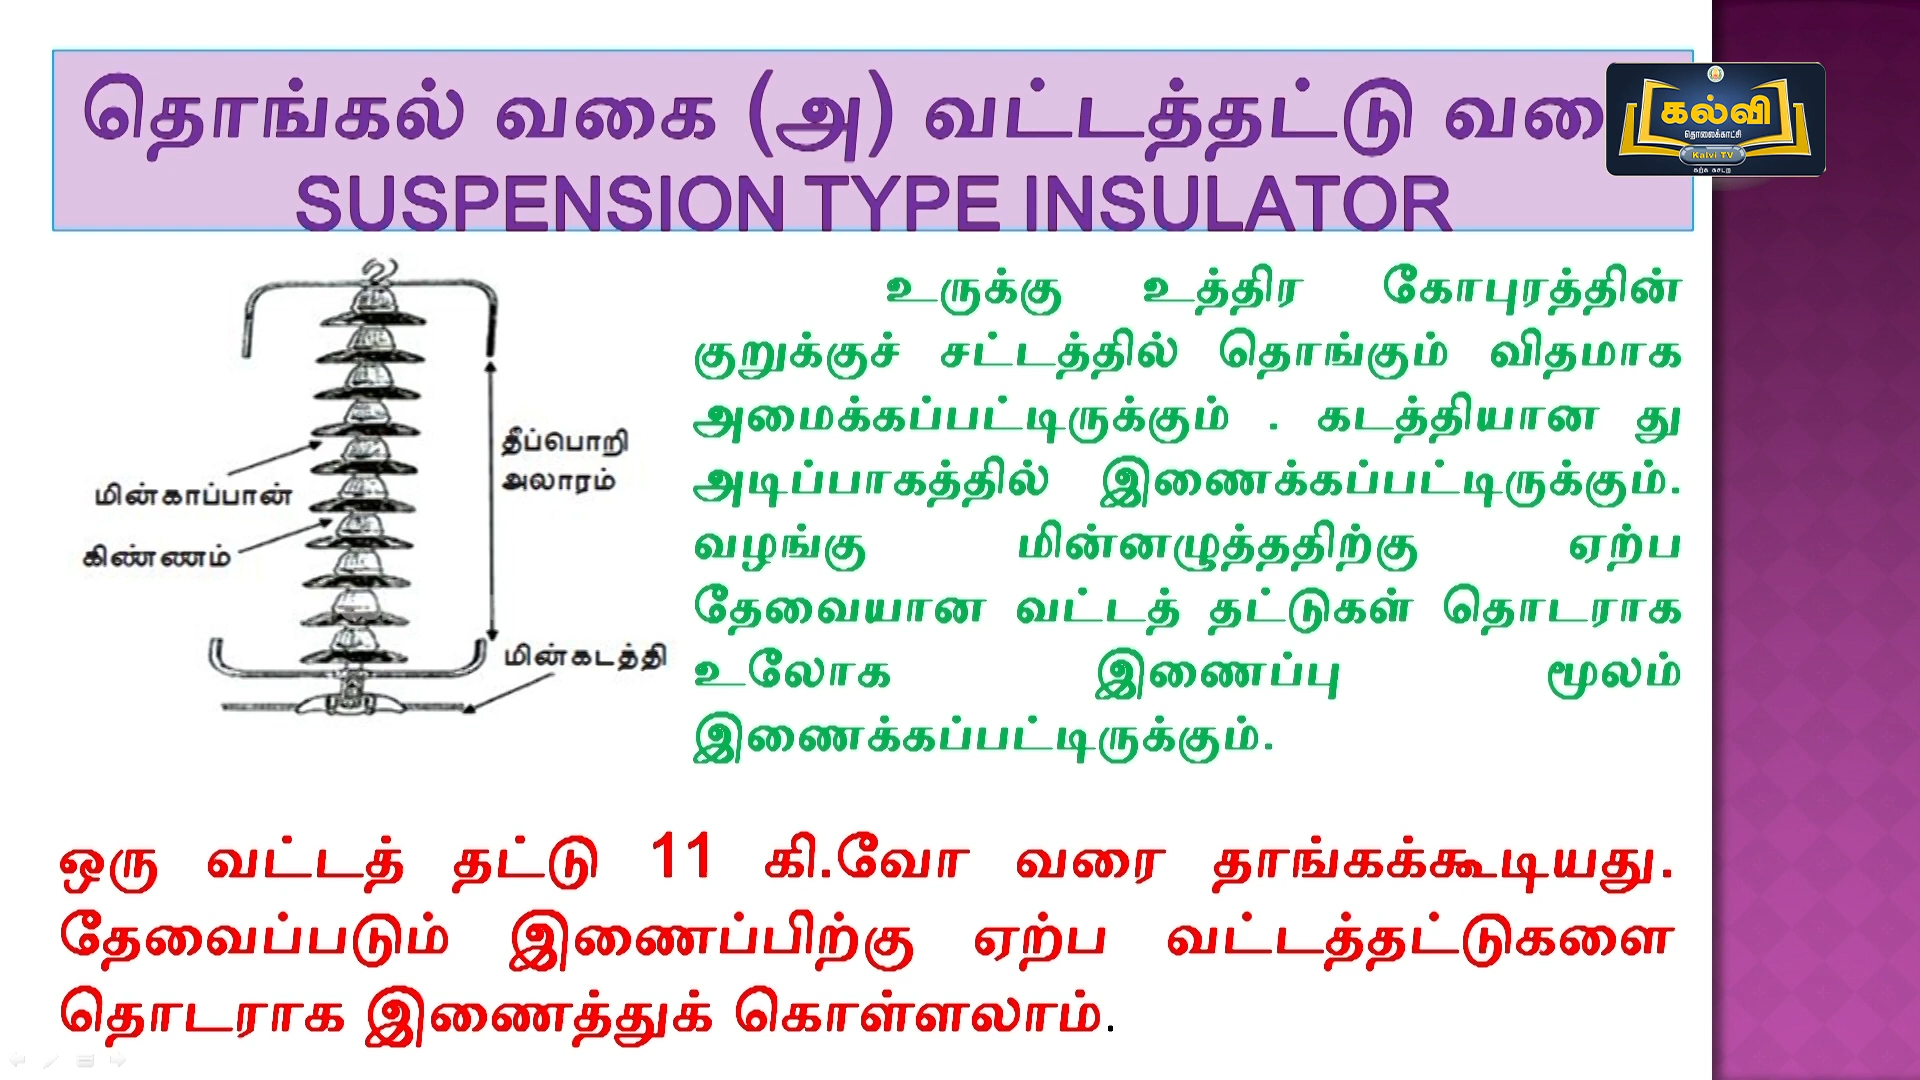 தொங்கல் வகை (அ) வட்டத்தட்டு
SUSPENSION TYPE INSULATOR
கல்வி
தொலைக்காட்சி
Kalvi TV
கற்க கசடற
உருக்கு உத்திர கோபுரத்தின்
குறுக்குச் சட்டத்தில் தொங்கும் விதமாக
அமைக்கப்பட்டிருக்கும் . கடத்தியான து
அடிப்பாகத்தில் இணைக்கப்பட்டிருக்கும்.
வழங்கு மின்னழுத்ததிற்கு ஏற்ப
தேவையான வட்டத் தட்டுகள் தொடராக
உலோக இணைப்பு மூலம்
இணைக்கப்பட்டிருக்கும்.
தீப்பொறி
அலாரம்
மின்காப்பான்
கிண்ணம்
மின்கடத்தி
ஒரு வட்டத் தட்டு 11 கி.வோ வரை தாங்கக்கூடியது.
தேவைப்படும் இணைப்பிற்கு ஏற்ப வட்டத்தட்டுகளை
தொடராக இணைத்துக் கொள்ளலாம்.